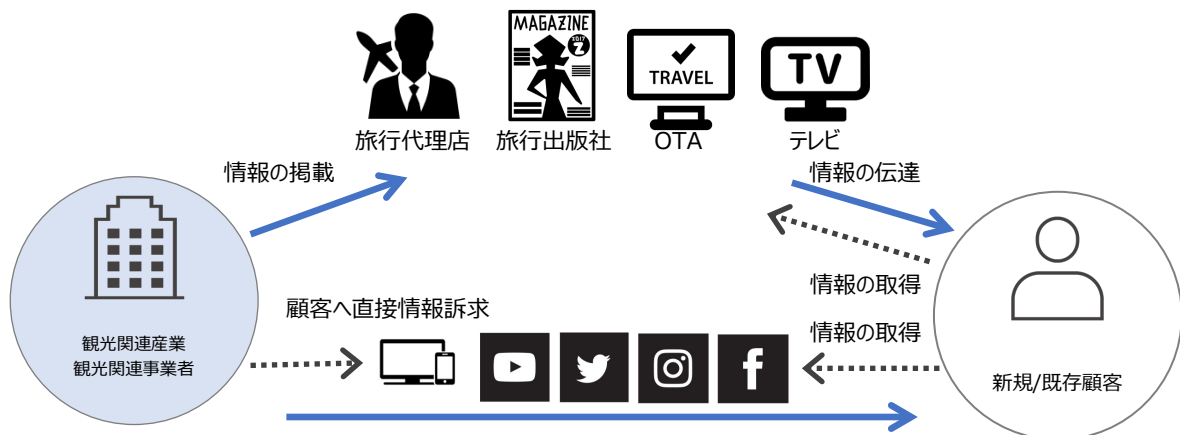 MAGAZINE
2017
Z
TRAVEL
TV
旅行代理店
旅行出版社
OTA
テレビ
情報の掲載
情報の伝達
情報の取得
顧客へ直接情報訴求
情報の取得
観光関連産業
観光関連事業者
新規/既存顧客